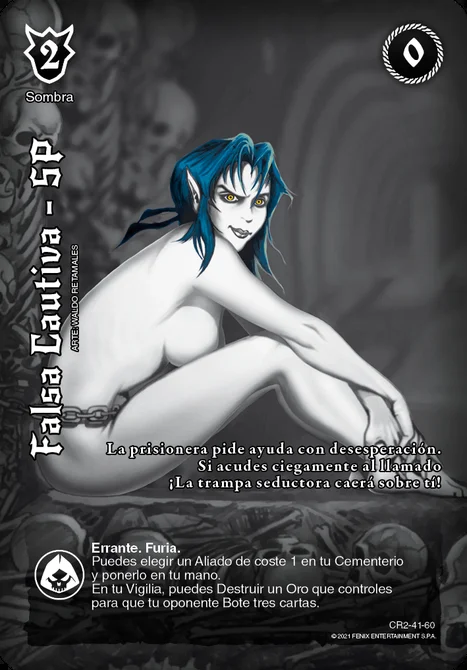 2
0
Sombra
Falsa Cautiva - SP
ARTE: WALDO RETAMALES
La prisionera pide ayuda con desesperación.
Si acudes ciegamente al llamado
¡La trampa seductora caerá sobre tí!
Errante. Furia.
Puedes elegir un Aliado de coste 1 en tu Cementerio
y ponerlo en tu mano.
En tu Vigilia, puedes Destruir un Oro que controles
para que tu oponente Bote tres cartas.
CR2-41-60
© 2021 FENIX ENTERTAINMENT S.P.A.